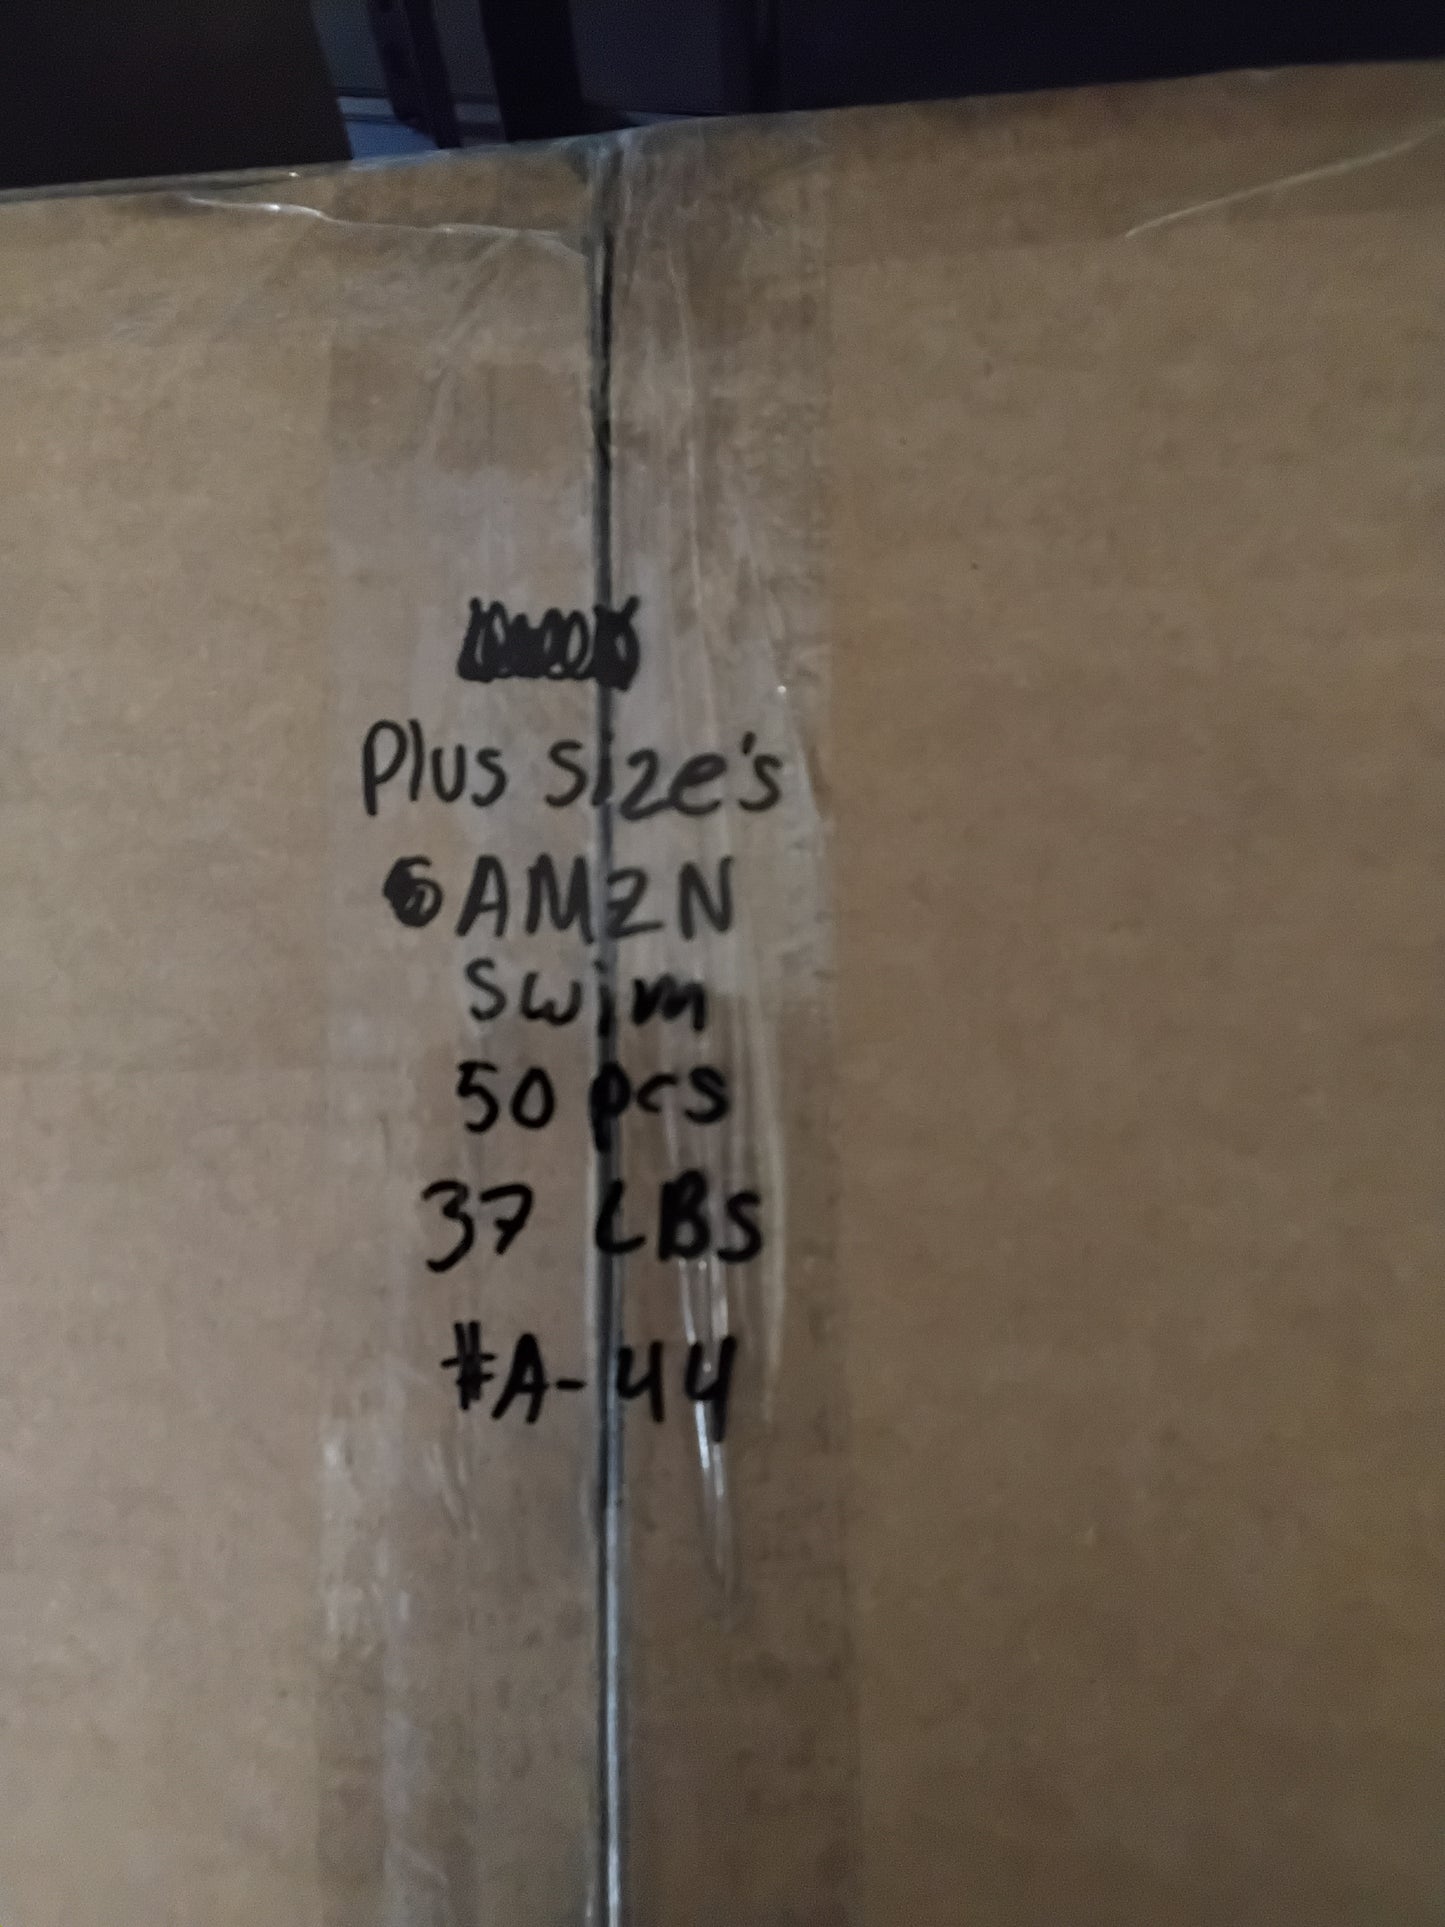 Plus Size's
AMZN
Swim
50 pcs
37 LBS
#A-44